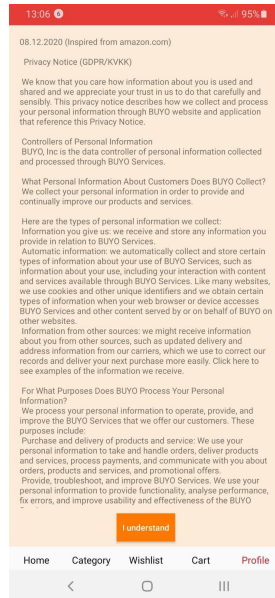 13:06 6 95%
08.12.2020 (Inspired from amazon.com)
Privacy Notice (GDPR/KVKK)
We know that you care how information about you is used and
shared and we appreciate your trust in us to do that carefully and
sensibly. This privacy notice describes how we collect and process
your personal information through BUYO website and application
that reference this Privacy Notice.
Controllers of Personal Information
BUYO, Inc is the data controller of personal information collected
and processed through BUYO Services.
What Personal Information About Customers Does BUYO Collect?
We collect your personal information in order to provide and
continually improve our products and services.
Here are the types of personal information we collect:
Information you give us: we receive and store any information you
provide in relation to BUYO Services.
Automatic information: we automatically collect and store certain
types of information about your use of BUYO Services, such as
information about your use, including your interaction with content
and services available through BUYO Services. Like many websites,
we use cookies and other unique identifiers and we obtain certain
types of information when your web browser or device accesses
BUYO Services and other content served by or on behalf of BUYO on
other websites.
Information from other sources: we might receive information
about you from other sources, such as updated delivery and
address information from our carriers, which we use to correct our
records and deliver your next purchase more easily. Click here to
see examples of the information we receive.
For What Purposes Does BUYO Process Your Personal
Information?
We process your personal information to operate, provide, and
improve the BUYO Services that we offer our customers. These
purposes include:
Purchase and delivery of products and service: We use your
personal information to take and handle orders, deliver products
and services, process payments, and communicate with you about
orders, products and services, and promotional offers.
Provide, troubleshoot, and improve BUYO Services. We use your
personal information to provide functionality, analyse performance,
fix errors, and improve usability and effectiveness of the BUYO
I understand
Home Category Wishlist Cart Profile